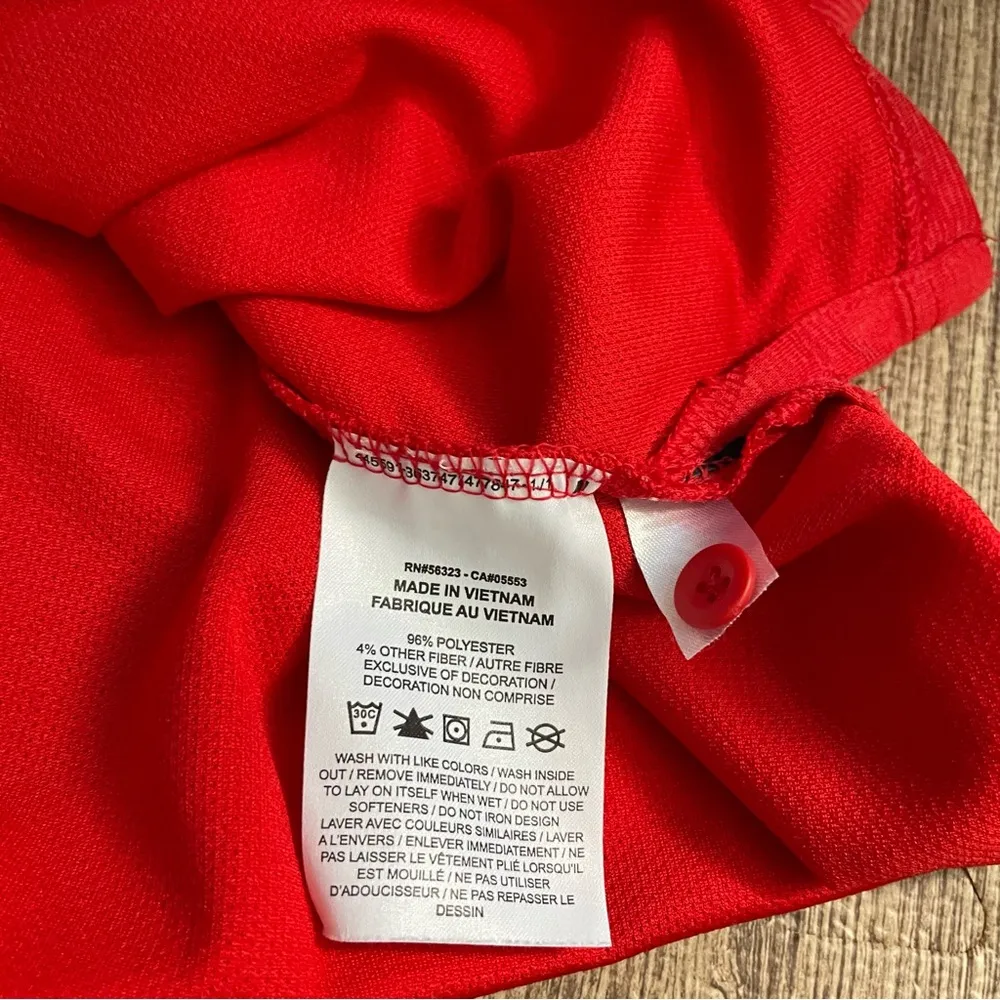 RN#56323 - CA#05553
MADE IN VIETNAM
FABRIQUE AU VIETNAM
96% POLYESTER
4% OTHER FIBER / AUTRE FIBRE
EXCLUSIVE OF DECORATION /
DECORATION NON COMPRISE
30C
WASH WITH LIKE COLORS / WASH INSIDE
OUT / REMOVE IMMEDIATELY / DO NOT ALLOW
TO LAY ON ITSELF WHEN WET / DO NOT USE
SOFTENERS / DO NOT IRON DESIGN
LAVER AVEC COULEURS SIMILAIRES / LAVER
A L'ENVERS / ENLEVER IMMEDIATEMENT / NE
PAS LAISSER LE VÊTEMENT PLIÉ LORSQU'IL
EST MOUILLÉ / NE PAS UTILISER
D'ADOUCISSEUR / NE PAS REPASSER LE
DESSIN